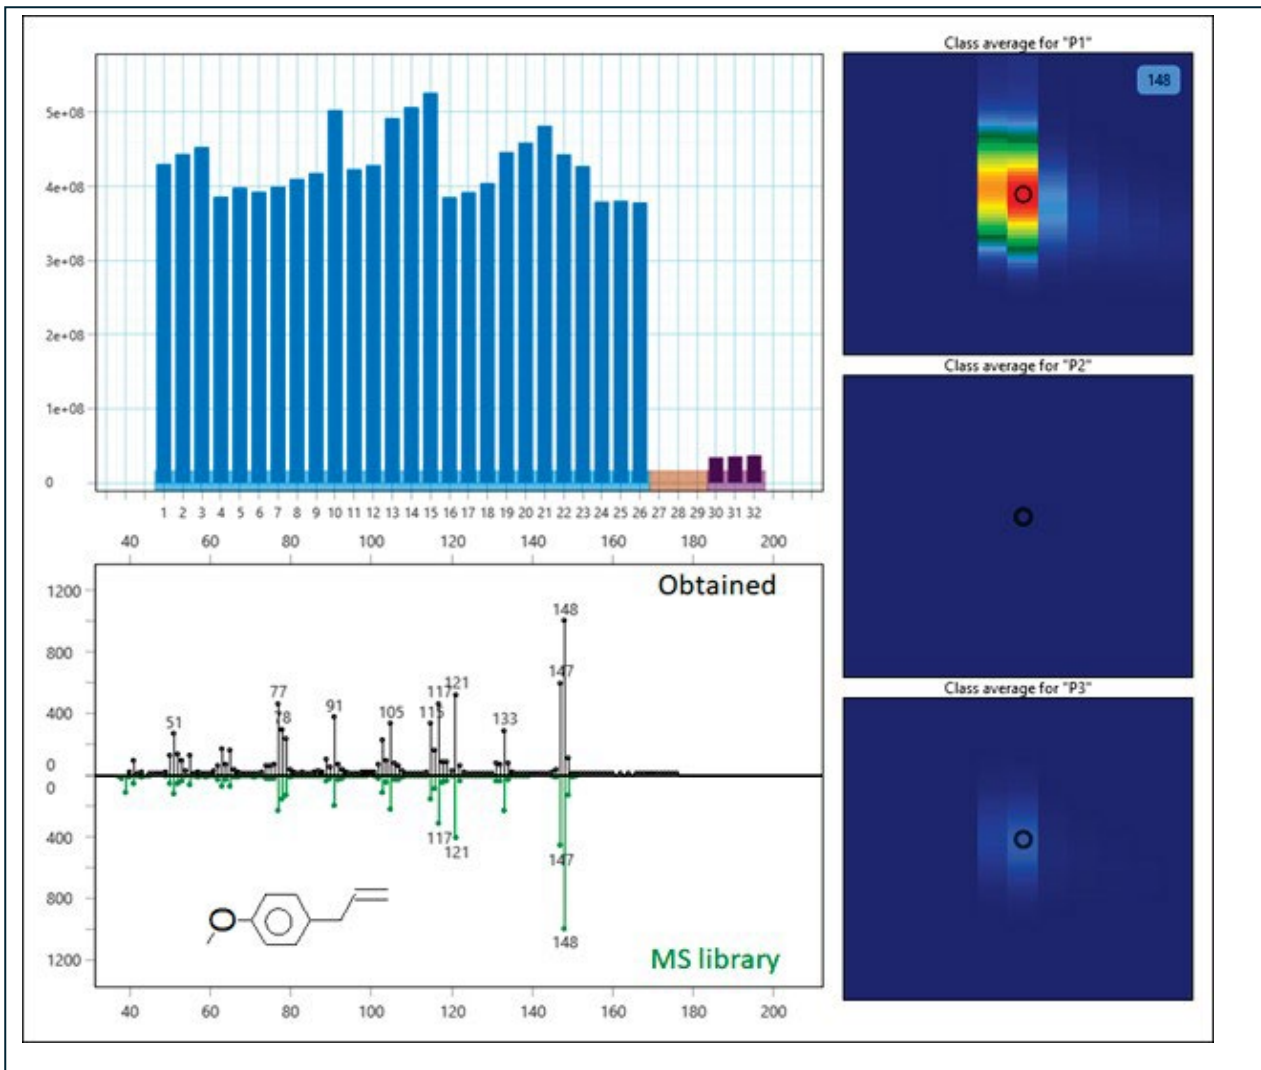 Class average for "P1"
148
5e+08
4e+08
3e+08
2e+08
1e+08
0
1 2 3 4 5 6 7 8 9 10 11 12 13 14 15 16 17 18 19 20 21 22 23 24 25 26 27 28 29 30 31 32
Class average for "P2"
40 60 80 100 120 140 160 180 200
Obtained
1200
800
400
0
51 77 78 91 105 115 117 121 133 147 148
0
400
800
1200
117 121 147 148
O
MS library
40 60 80 100 120 140 160 180 200
Class average for "P3"